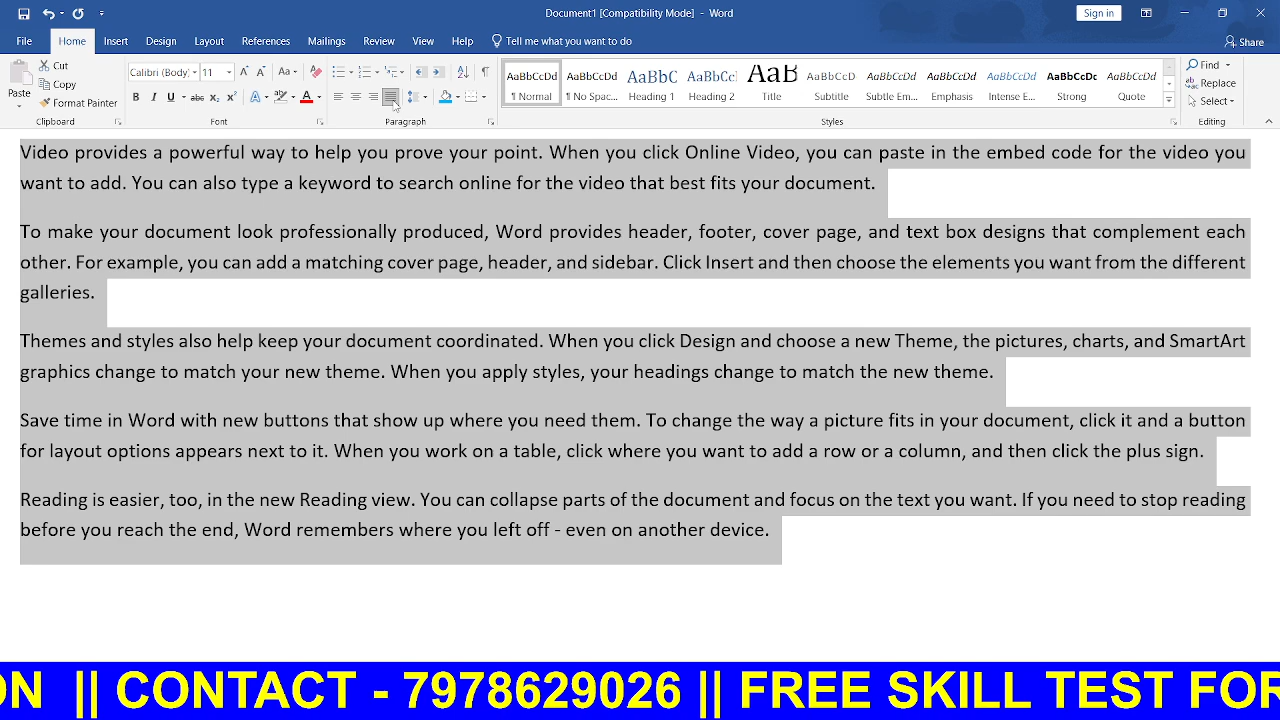 Document1 [Compatibility Mode] - Word
Sign in
File Home Insert Design Layout References Mailings Review View Help Tell me what you want to do
Share
Paste
Cut
Copy
Format Painter
Calibri (Body) 11
Aa
B I U abc X₂ X² A A
AaBbCcDd AaBbCcDd AaBbC AaBbCc AaB AaBbCcD AaBbCcDd AaBbCcDd AaBbCcDd AaBbCcDc AaBbCcDd
¶ Normal ¶ No Spac... Heading 1 Heading 2 Title Subtitle Subtle Em... Emphasis Intense E... Strong Quote
Find
Replace
Select
Clipboard Font Paragraph Styles Editing
Video provides a powerful way to help you prove your point. When you click Online Video, you can paste in the embed code for the video you
want to add. You can also type a keyword to search online for the video that best fits your document.
To make your document look professionally produced, Word provides header, footer, cover page, and text box designs that complement each
other. For example, you can add a matching cover page, header, and sidebar. Click Insert and then choose the elements you want from the different
galleries.
Themes and styles also help keep your document coordinated. When you click Design and choose a new Theme, the pictures, charts, and SmartArt
graphics change to match your new theme. When you apply styles, your headings change to match the new theme.
Save time in Word with new buttons that show up where you need them. To change the way a picture fits in your document, click it and a button
for layout options appears next to it. When you work on a table, click where you want to add a row or a column, and then click the plus sign.
Reading is easier, too, in the new Reading view. You can collapse parts of the document and focus on the text you want. If you need to stop reading
before you reach the end, Word remembers where you left off - even on another device.
ON || CONTACT - 7978629026 || FREE SKILL TEST FOR